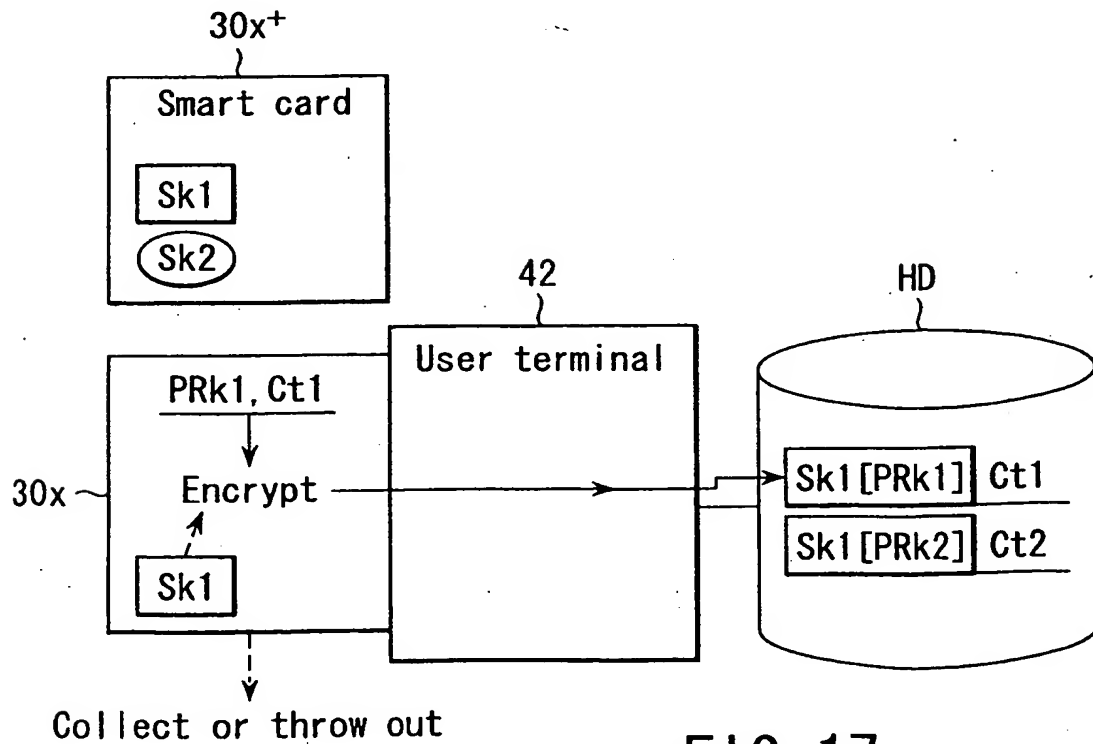 30x+
Smart card
Sk1
Sk2
42
HD
User terminal
PRk1, Ct1
30x
Encrypt
Sk1[PRk1] Ct1
Sk1[PRk2] Ct2
Sk1
Collect or throw out
FIG. 17